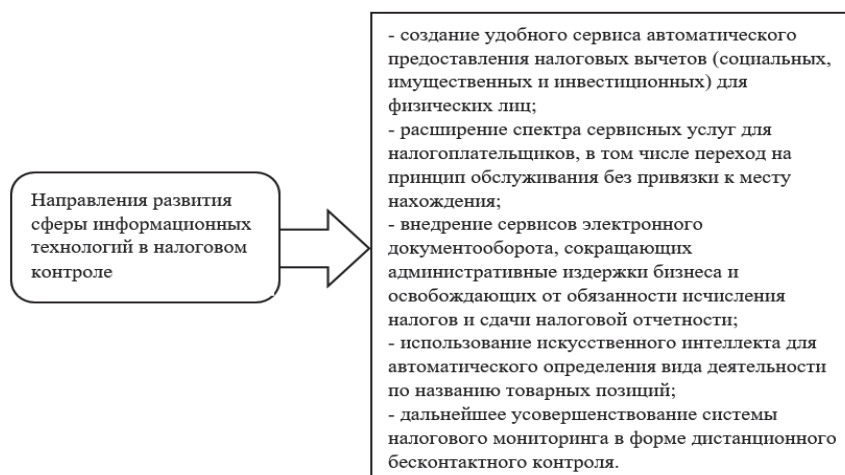 Направления развития
сферы информационных
технологий в налоговом
контроле
- создание удобного сервиса автоматического
предоставления налоговых вычетов (социальных,
имущественных и инвестиционных) для
физических лиц;
- расширение спектра сервисных услуг для
налогоплательщиков, в том числе переход на
принцип обслуживания без привязки к месту
нахождения;
- внедрение сервисов электронного
документооборота, сокращающих
административные издержки бизнеса и
освобождающих от обязанности исчисления
налогов и сдачи налоговой отчетности;
- использование искусственного интеллекта для
автоматического определения вида деятельности
по названию товарных позиций;
- дальнейшее усовершенствование системы
налогового мониторинга в форме дистанционного
бесконтактного контроля.